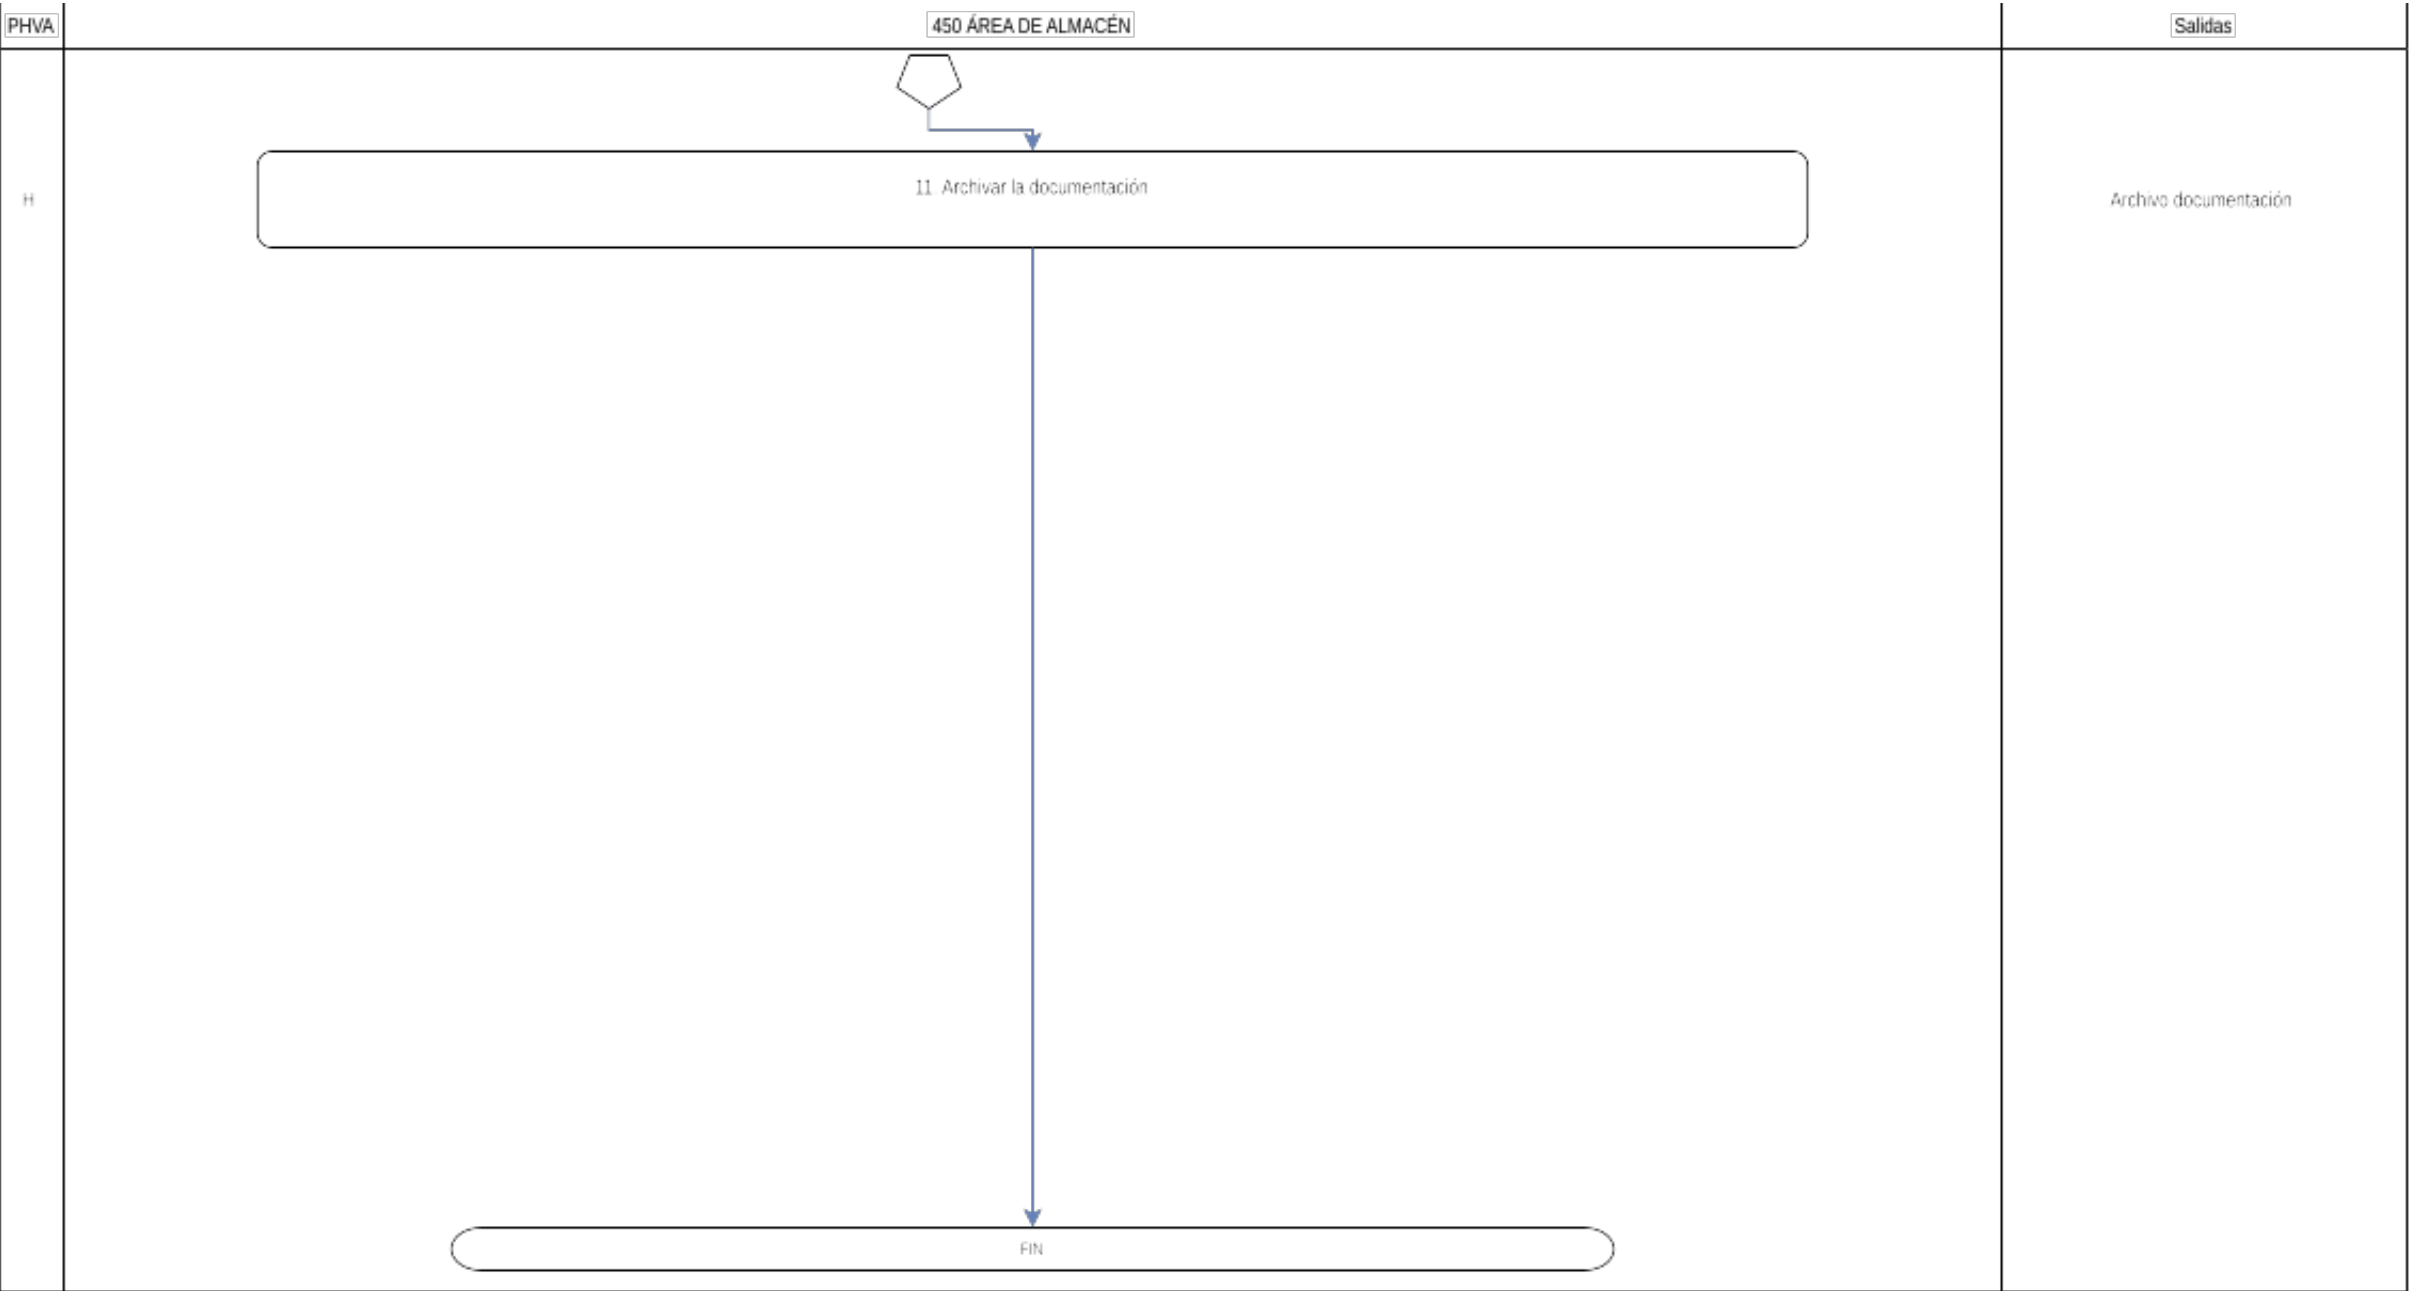 PHVA
450 ÁREA DE ALMACÉN
Salidas
H
11 Archivar la documentación
Archivo documentación
FIN